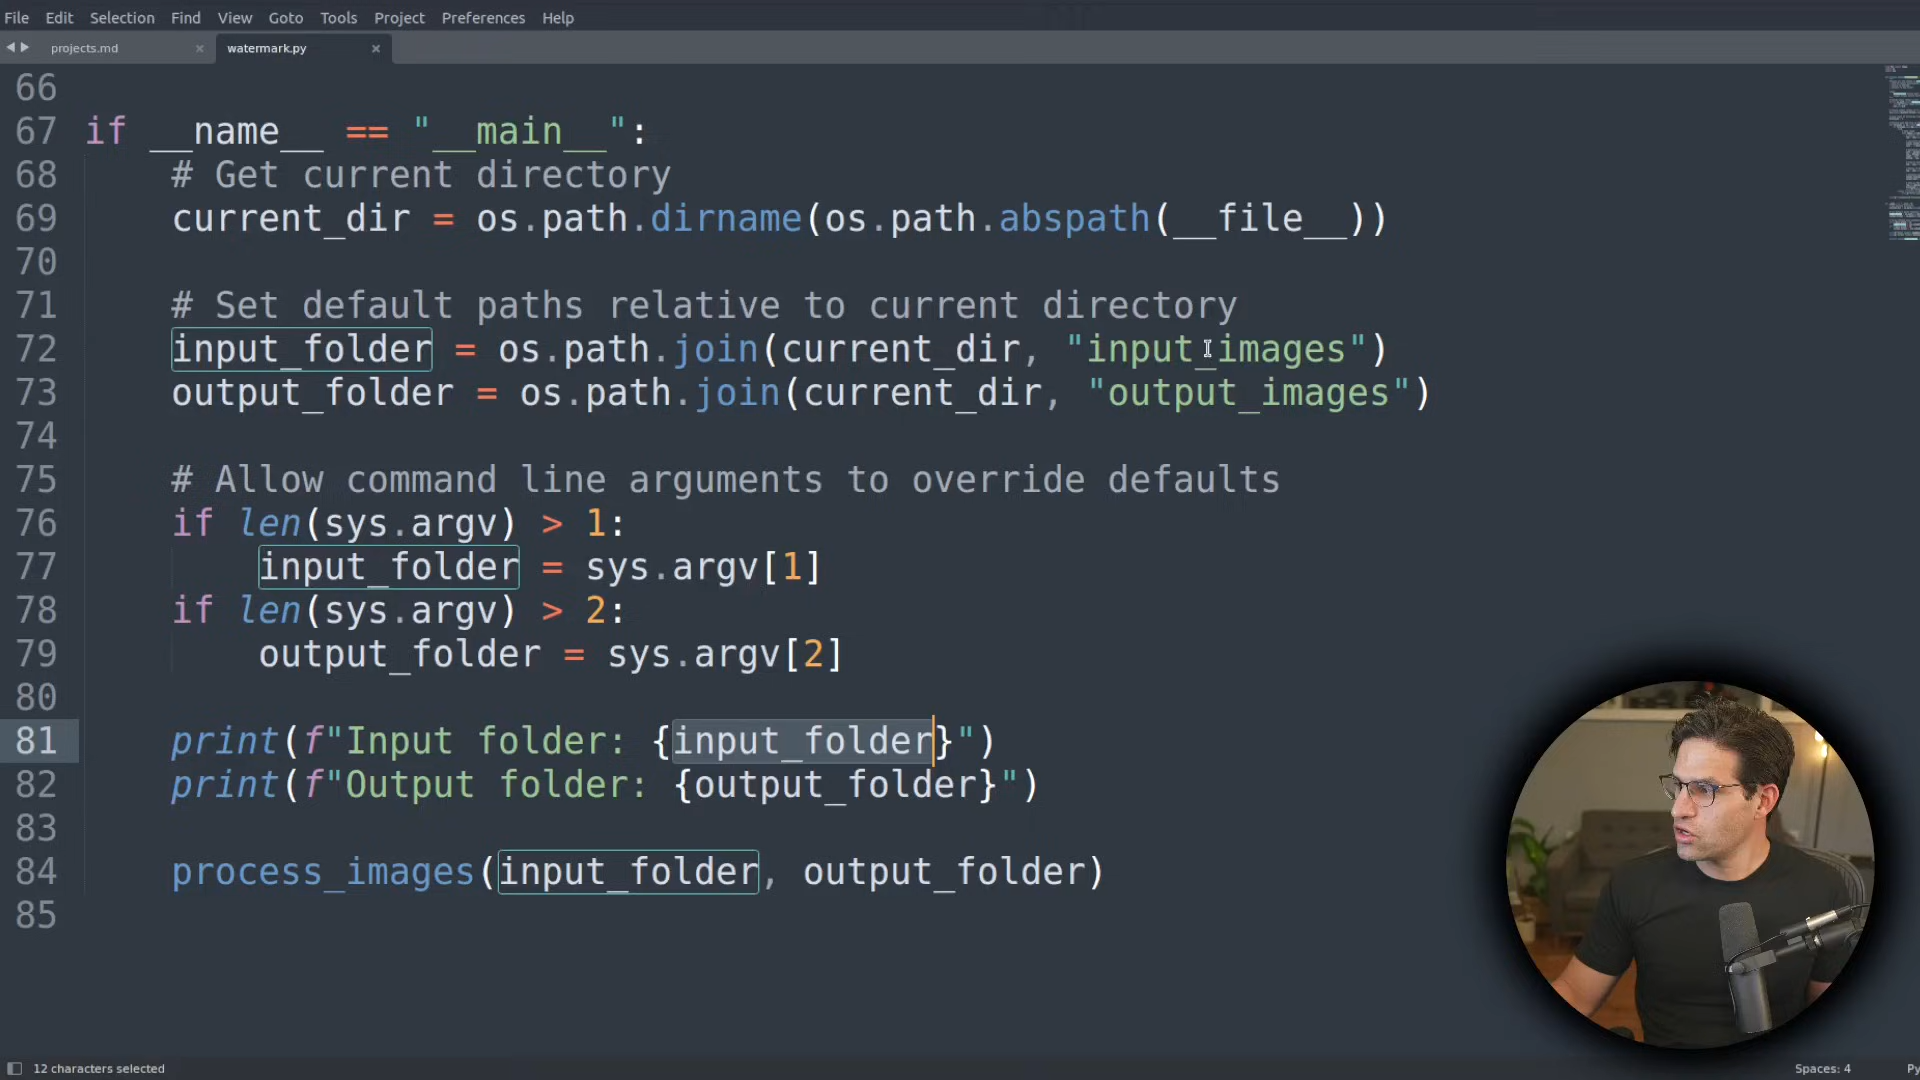 File Edit Selection Find View Goto Tools Project Preferences Help
projects.md watermark.py
66
67 if __name__ == "__main__":
68 # Get current directory
69 current_dir = os.path.dirname(os.path.abspath(__file__))
70
71 # Set default paths relative to current directory
72 input_folder = os.path.join(current_dir, "input_images")
73 output_folder = os.path.join(current_dir, "output_images")
74
75 # Allow command line arguments to override defaults
76 if len(sys.argv) > 1:
77 input_folder = sys.argv[1]
78 if len(sys.argv) > 2:
79 output_folder = sys.argv[2]
80
81 print(f"Input folder: {input_folder}")
82 print(f"Output folder: {output_folder}")
83
84 process_images(input_folder, output_folder)
85
12 characters selected Spaces: 4 Py